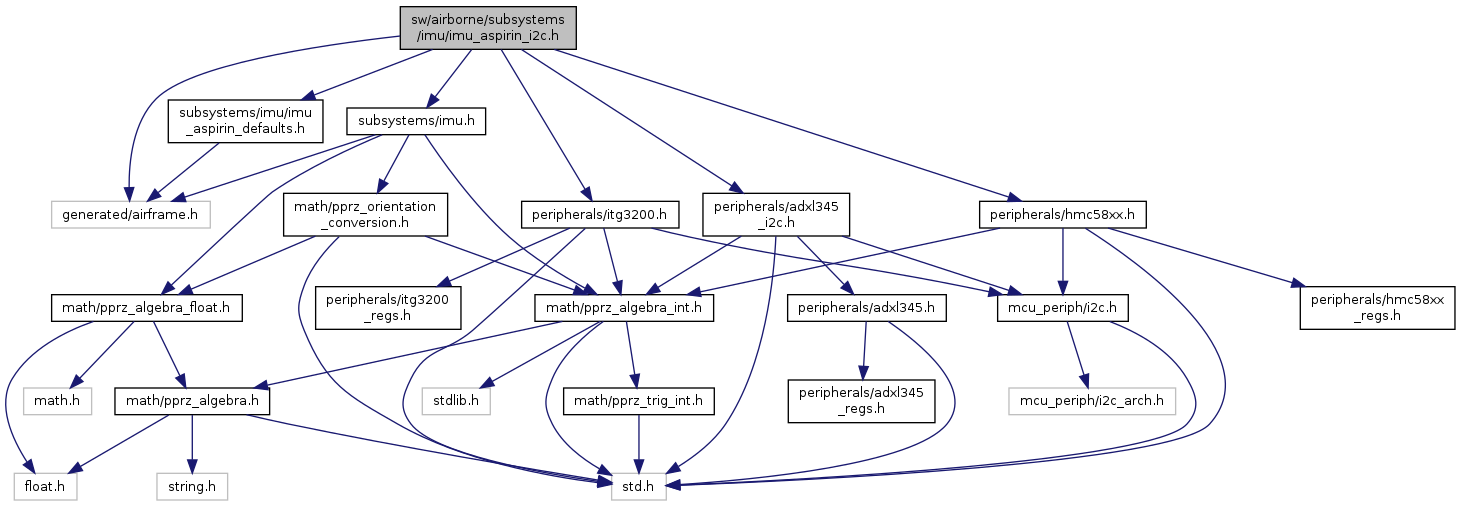 sw/airborne/subsystems
/imu/imu_aspirin_i2c.h
subsystems/imu/imu
_aspirin_defaults.h
subsystems/imu.h
generated/airframe.h
math/pprz_orientation
_conversion.h
peripherals/itg3200.h
peripherals/adxl345
_i2c.h
peripherals/hmc58xx.h
math/pprz_algebra_float.h
peripherals/itg3200
_regs.h
math/pprz_algebra_int.h
peripherals/adxl345.h
mcu_periph/i2c.h
peripherals/hmc58xx
_regs.h
math.h
math/pprz_algebra.h
stdlib.h
math/pprz_trig_int.h
peripherals/adxl345
_regs.h
mcu_periph/i2c_arch.h
float.h
string.h
std.h